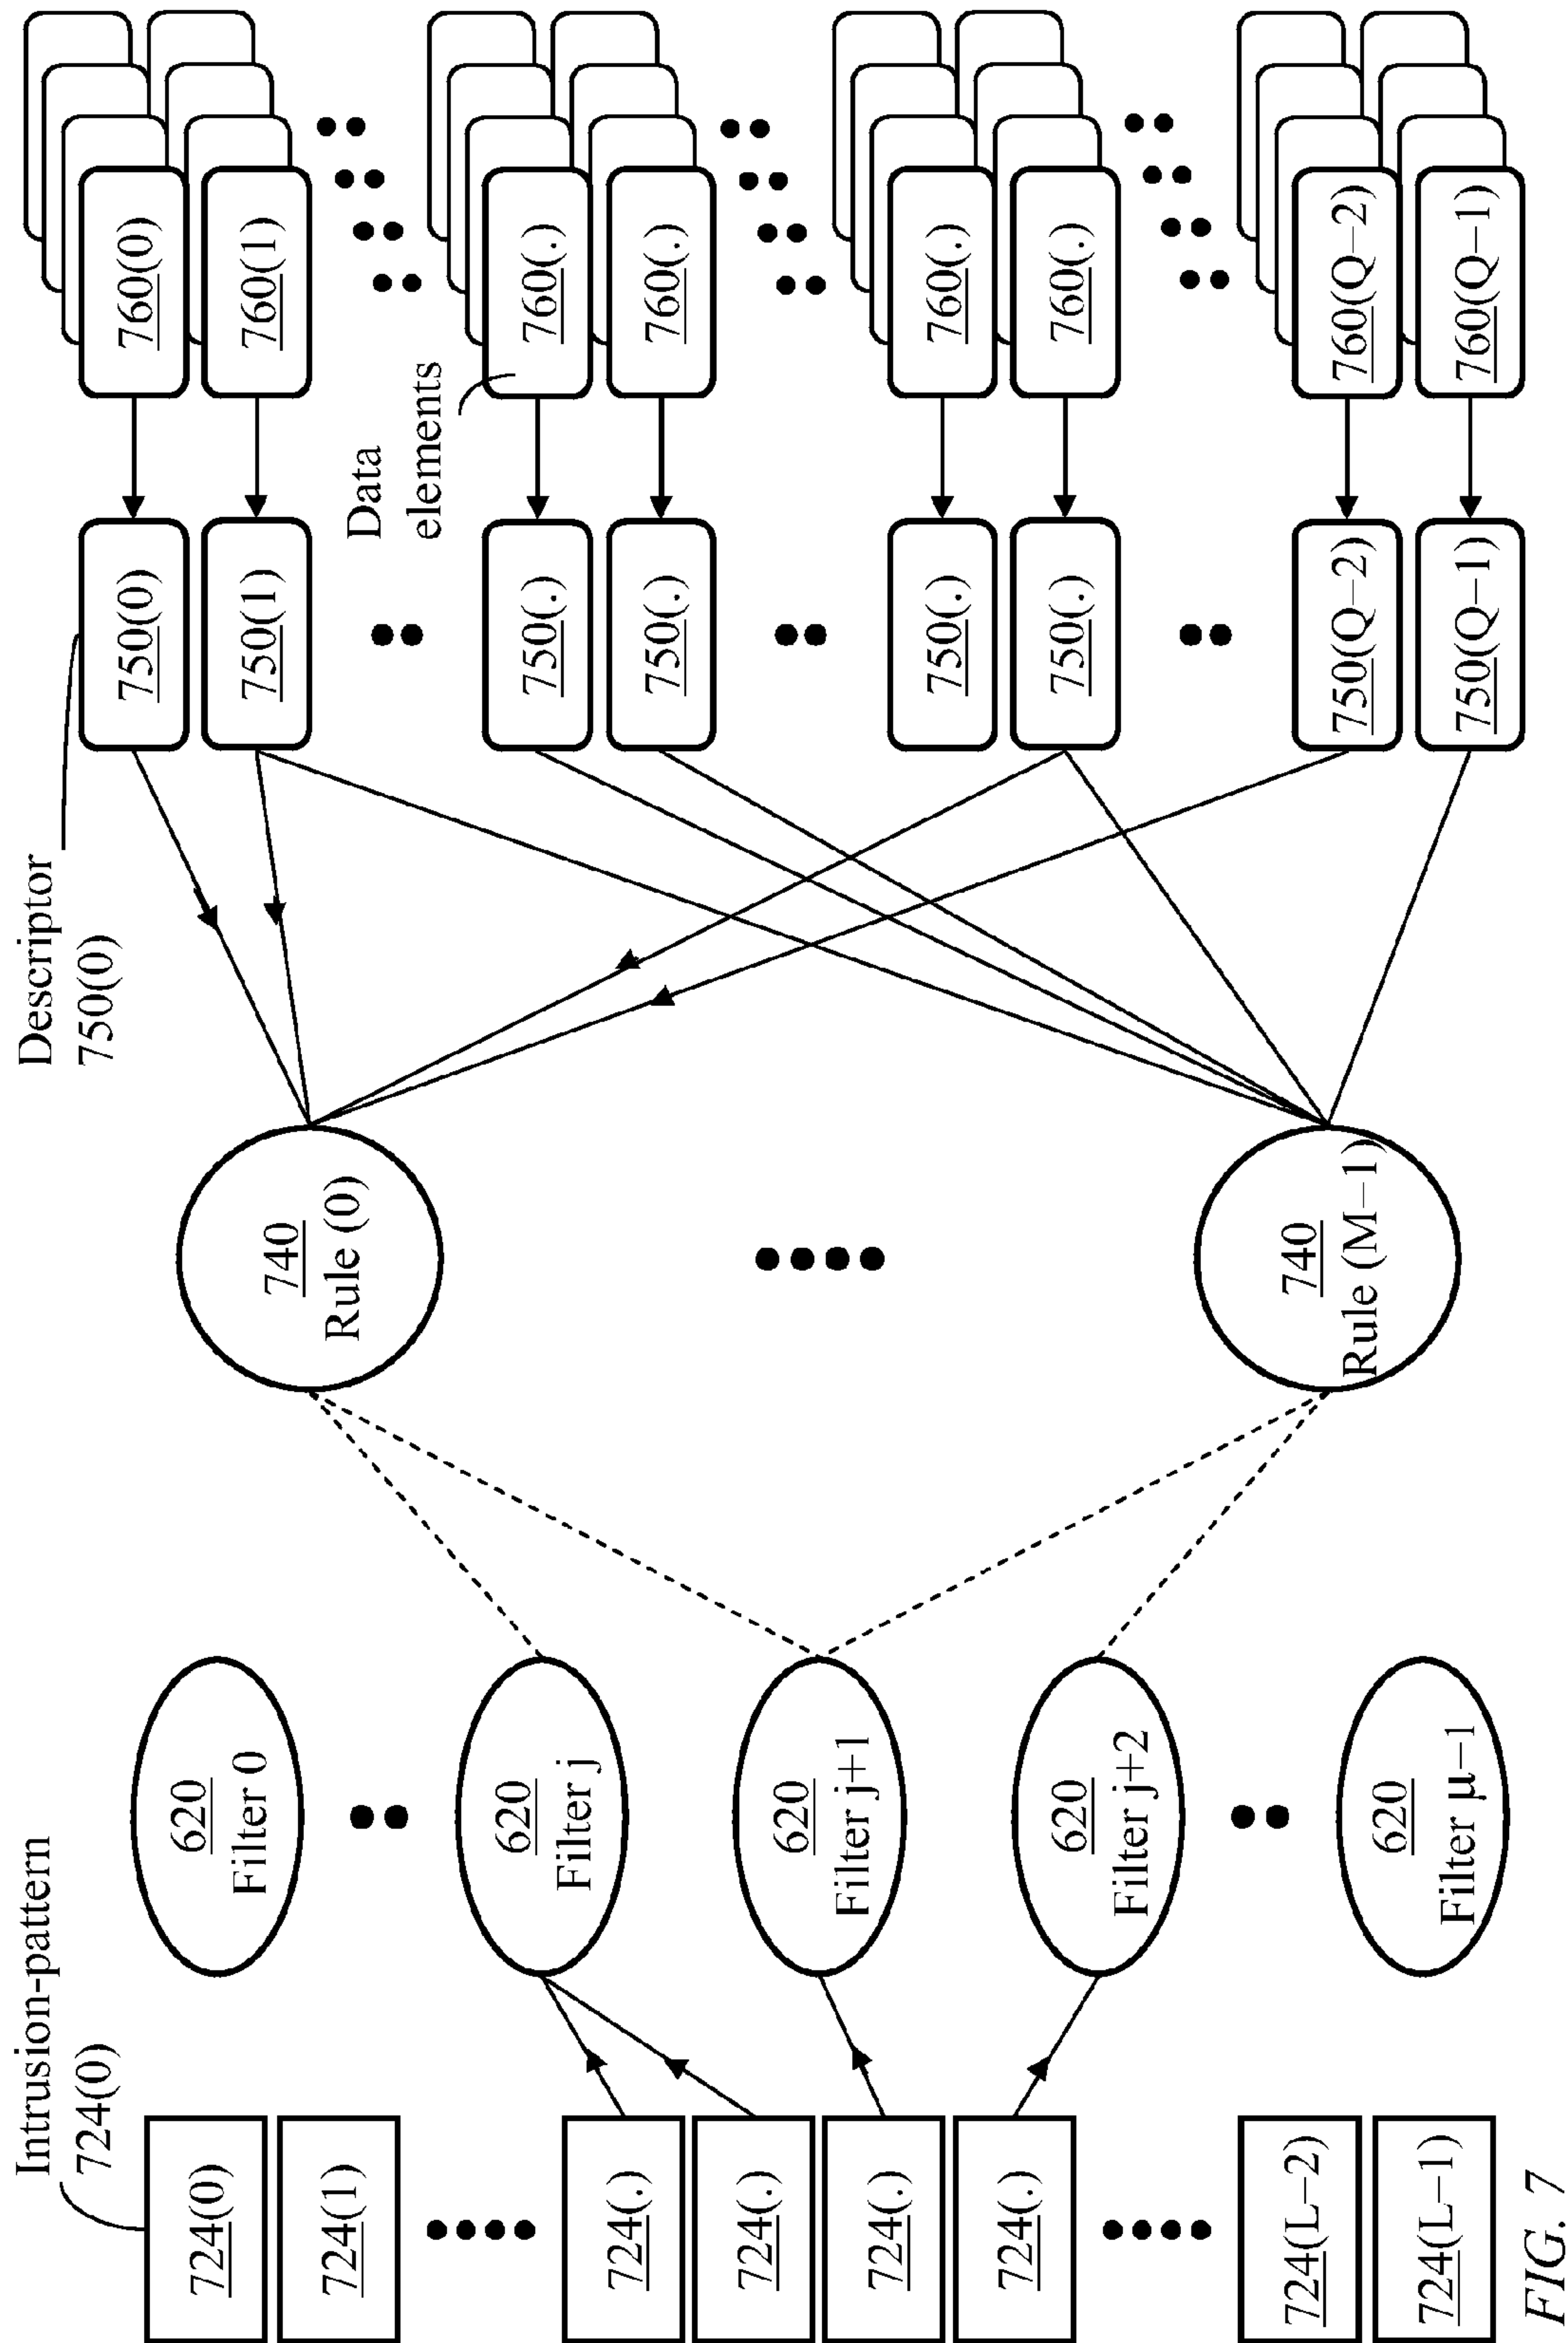 Intrusion-pattern
724(0)
724(0)
724(1)
724(.)
724(.)
724(.)
724(.)
724(L−2)
724(L−1)
620
Filter 0
620
Filter j
620
Filter j+1
620
Filter j+2
620
Filter μ−1
740
Rule (0)
740
Rule (M−1)
Descriptor
750(0)
750(0)
750(1)
750(.)
750(.)
750(.)
750(.)
750(Q−2)
750(Q−1)
Data
elements
760(0)
760(1)
760(.)
760(.)
760(.)
760(.)
760(Q−2)
760(Q−1)
FIG. 7